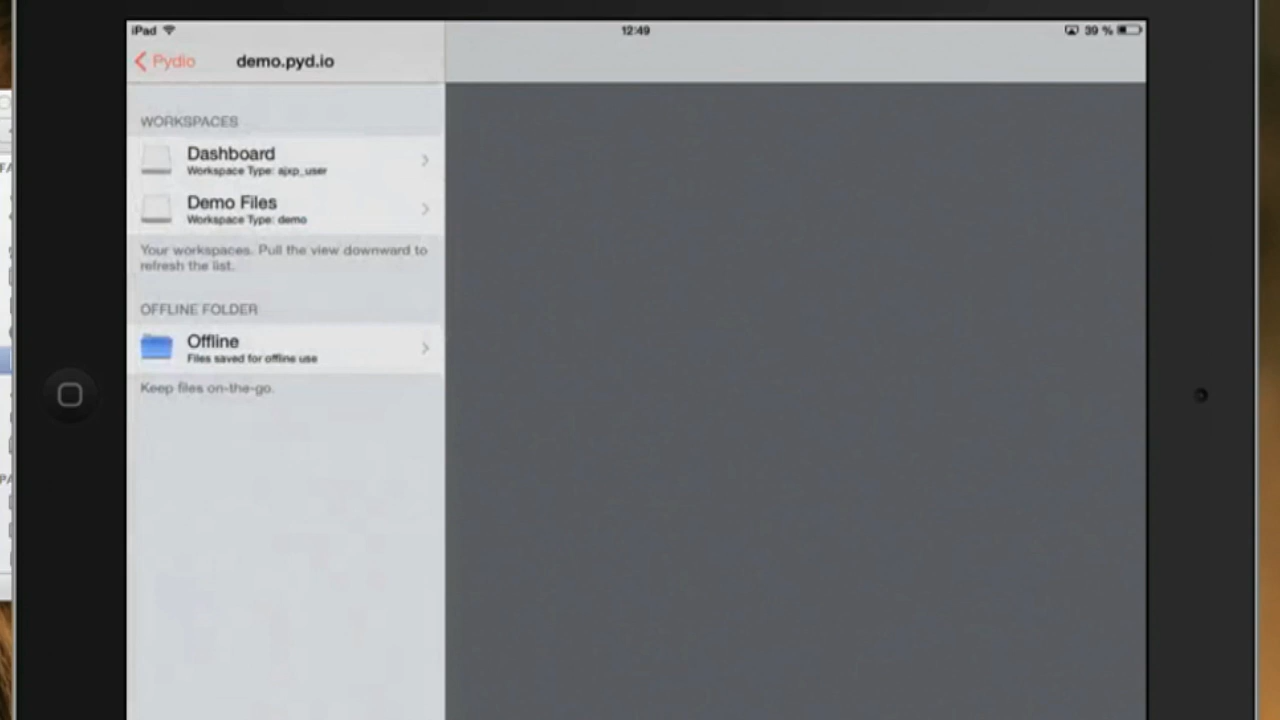 iPad 12:49 39 %
Pydio demo.pyd.io
WORKSPACES
Dashboard
Workspace Type: ajxp_user
Demo Files
Workspace Type: demo
Your workspaces. Pull the view downward to
refresh the list.
OFFLINE FOLDER
Offline
Files saved for offline use
Keep files on-the-go.